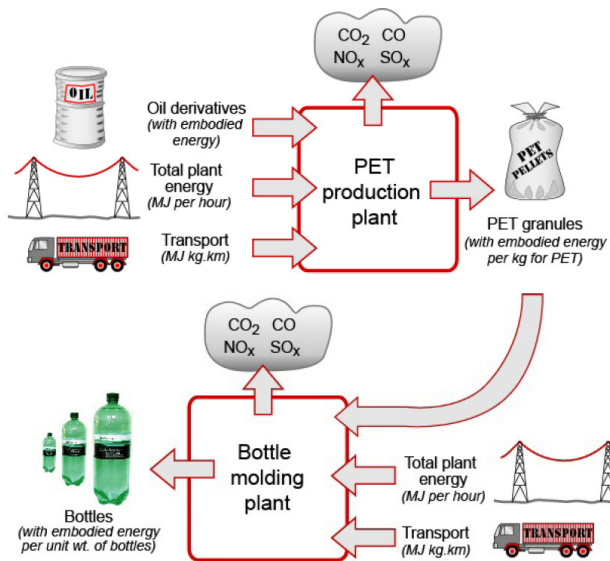 CO₂ CO
NOₓ SOₓ
OIL
Oil derivatives
(with embodied
energy)
Total plant
energy
(MJ per hour)
TRANSPORT
Transport
(MJ kg.km)
PET
production
plant
PET
PELLETS
PET granules
(with embodied energy
per kg for PET)
CO₂ CO
NOₓ SOₓ
Bottle
molding
plant
Bottles
(with embodied energy
per unit wt. of bottles)
Total plant
energy
(MJ per hour)
Transport
(MJ kg.km)
TRANSPORT